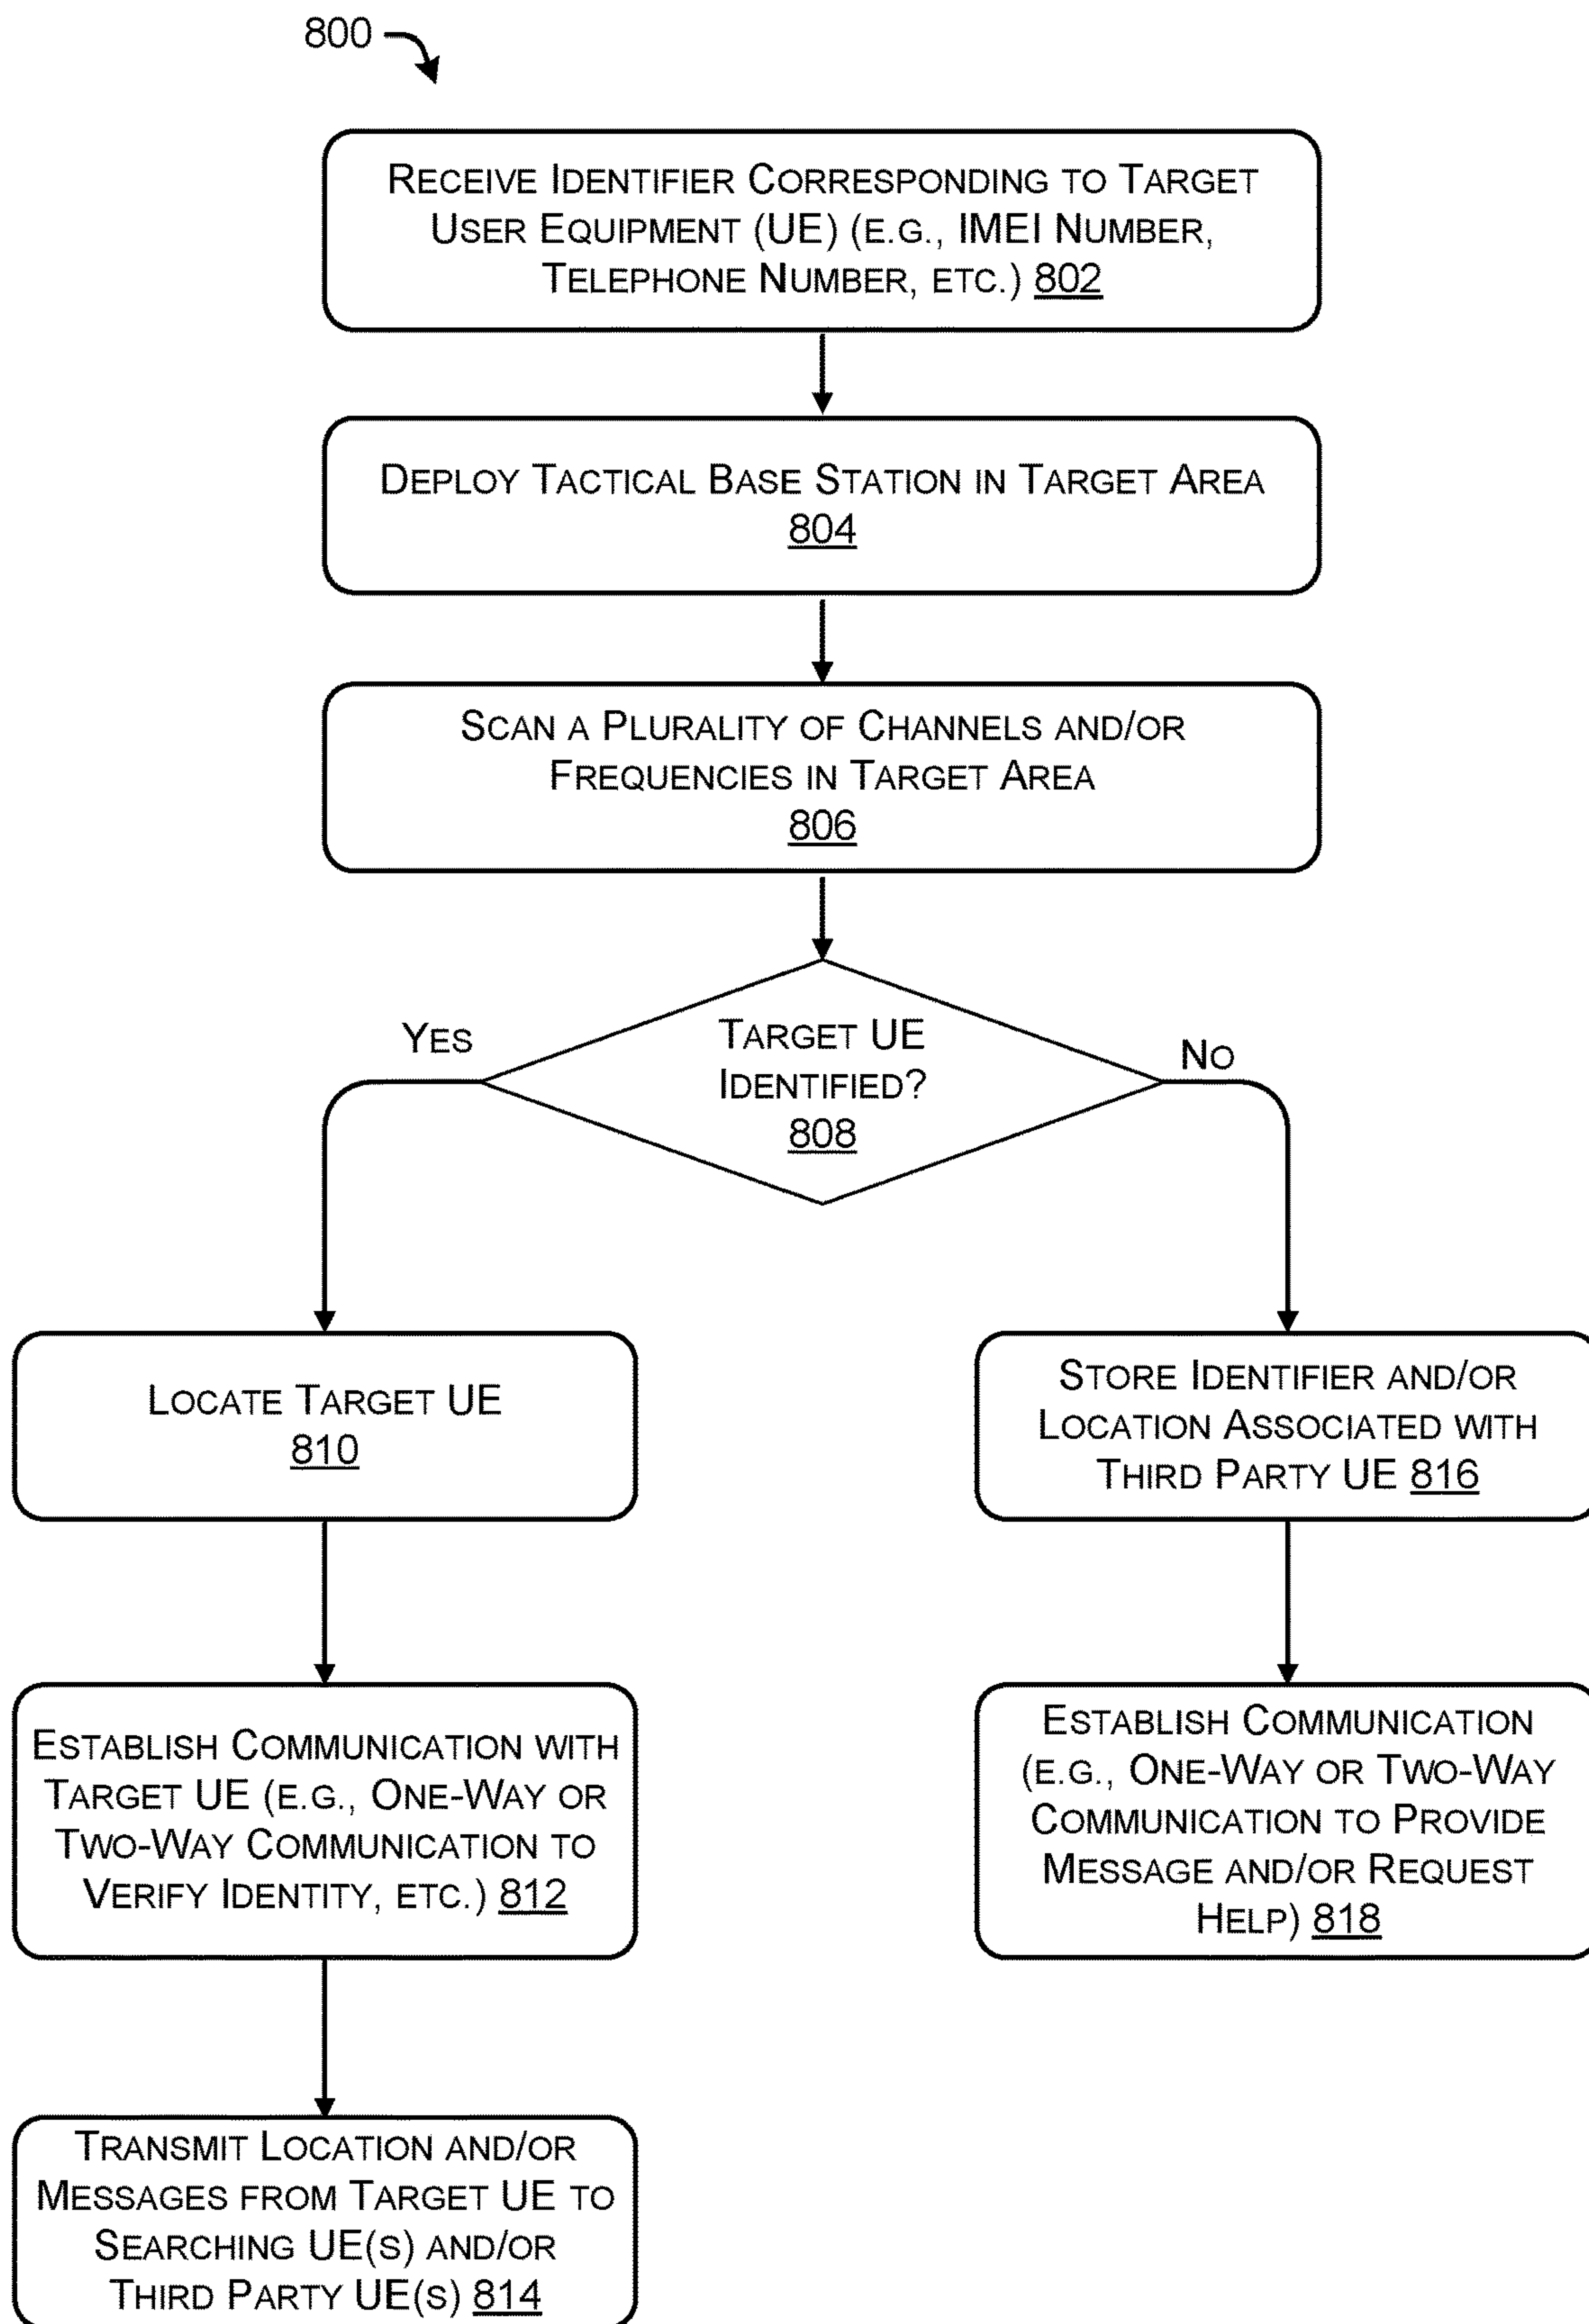 800
RECEIVE IDENTIFIER CORRESPONDING TO TARGET
USER EQUIPMENT (UE) (E.G., IMEI NUMBER,
TELEPHONE NUMBER, ETC.) 802
DEPLOY TACTICAL BASE STATION IN TARGET AREA
804
SCAN A PLURALITY OF CHANNELS AND/OR
FREQUENCIES IN TARGET AREA
806
TARGET UE
IDENTIFIED?
808
YES
NO
LOCATE TARGET UE
810
ESTABLISH COMMUNICATION WITH
TARGET UE (E.G., ONE-WAY OR
TWO-WAY COMMUNICATION TO
VERIFY IDENTITY, ETC.) 812
TRANSMIT LOCATION AND/OR
MESSAGES FROM TARGET UE TO
SEARCHING UE(S) AND/OR
THIRD PARTY UE(S) 814
STORE IDENTIFIER AND/OR
LOCATION ASSOCIATED WITH
THIRD PARTY UE 816
ESTABLISH COMMUNICATION
(E.G., ONE-WAY OR TWO-WAY
COMMUNICATION TO PROVIDE
MESSAGE AND/OR REQUEST
HELP) 818